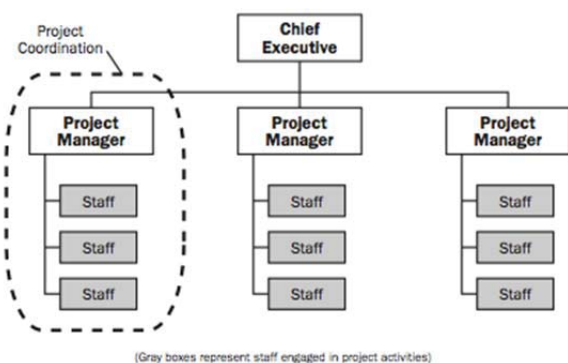 Project
Coordination
Chief
Executive
Project
Manager
Project
Manager
Project
Manager
Staff
Staff
Staff
Staff
Staff
Staff
Staff
Staff
Staff
(Gray boxes represent staff engaged in project activities)